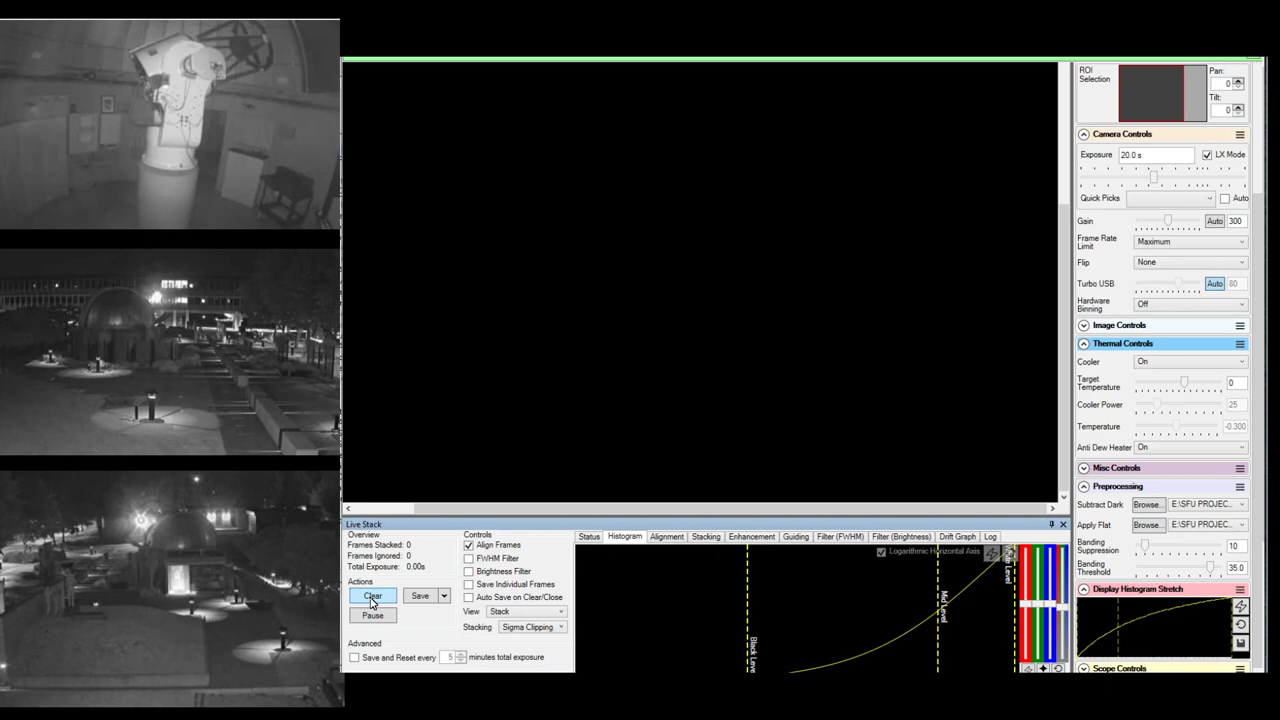 ROI
Selection
Pan:
0
Tilt:
0
Camera Controls
Exposure 20.0 s LX Mode
Quick Picks Auto
Gain Auto 300
Frame Rate
Limit Maximum
Flip None
Turbo USB Auto 80
Hardware
Binning Off
Image Controls
Thermal Controls
Cooler On
Target
Temperature 0
Cooler Power 25
Temperature -0.300
Anti Dew Heater On
Misc Controls
Preprocessing
Subtract Dark Browse... E:\SFU PROJEC...
Apply Flat Browse... E:\SFU PROJEC...
Banding
Suppression 10
Banding
Threshold 35.0
Display Histogram Stretch
Scope Controls
Live Stack
Overview
Frames Stacked: 0
Frames Ignored: 0
Total Exposure: 0.00s
Actions
Clear Save
Pause
Advanced
Save and Reset every 5 minutes total exposure
Controls
Align Frames
FWHM Filter
Brightness Filter
Save Individual Frames
Auto Save on Clear/Close
View Stack
Stacking Sigma Clipping
Status Histogram Alignment Stacking Enhancement Guiding Filter (FWHM) Filter (Brightness) Drift Graph Log
Logarithmic Horizontal Axis
Black Leve
Mid Level
Level